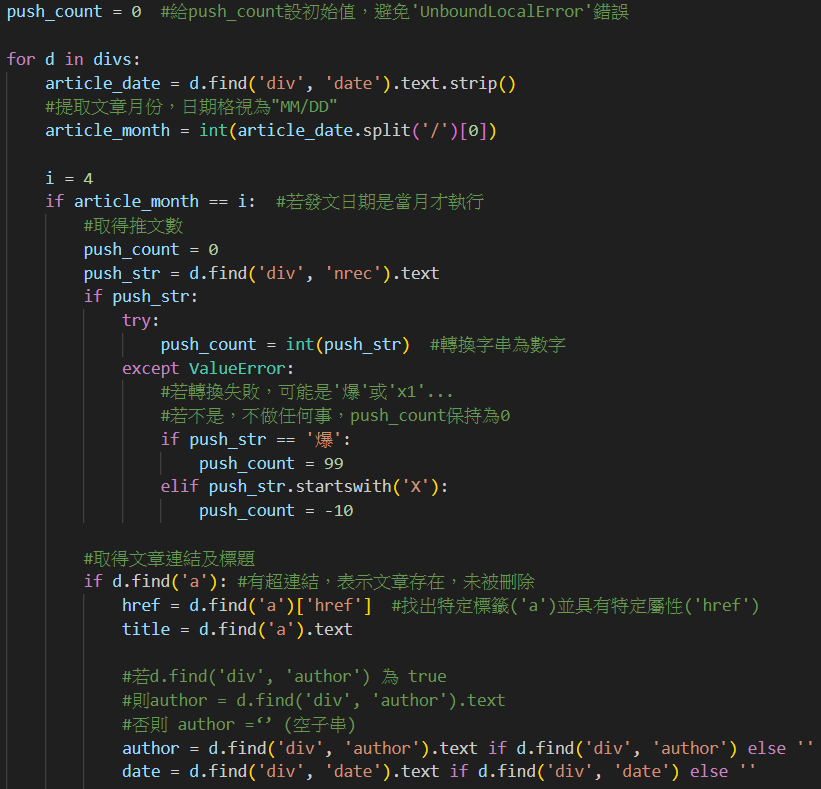 push_count = 0  #給push_count設初始值，避免'UnboundLocalError'錯誤
for d in divs:
    article_date = d.find('div', 'date').text.strip()
    #提取文章月份，日期格視為"MM/DD"
    article_month = int(article_date.split('/')[0])
    i = 4
    if article_month == i:  #若發文日期是當月才執行
        #取得推文數
        push_count = 0
        push_str = d.find('div', 'nrec').text
        if push_str:
            try:
                push_count = int(push_str)  #轉換字串為數字
            except ValueError:
                #若轉換失敗，可能是'爆'或'x1'...
                #若不是，不做任何事，push_count保持為0
                if push_str == '爆':
                    push_count = 99
                elif push_str.startswith('X'):
                    push_count = -10
        #取得文章連結及標題
        if d.find('a'): #有超連結，表示文章存在，未被刪除
            href = d.find('a')['href']  #找出特定標籤('a')並具有特定屬性('href')
            title = d.find('a').text
            #若d.find('div', 'author') 為 true
            #則author = d.find('div', 'author').text
            #否則 author =‘’ (空子串)
            author = d.find('div', 'author').text if d.find('div', 'author') else ''
            date = d.find('div', 'date').text if d.find('div', 'date') else ''